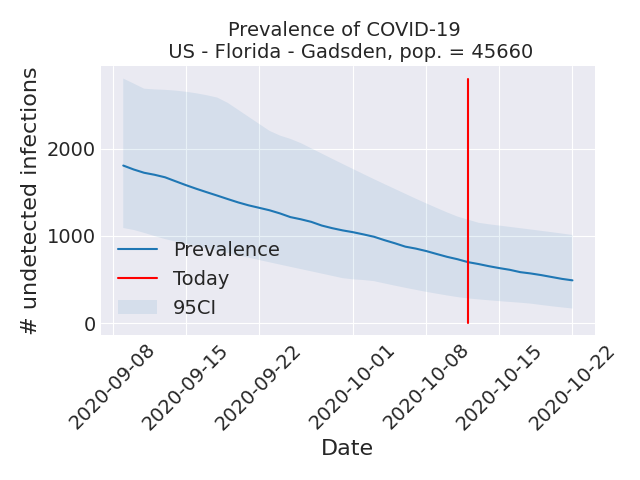 Prevalence of COVID-19
US - Florida - Gadsden, pop. = 45660
# undetected infections
2000
1000
0
Prevalence
Today
95CI
2020-09-08
2020-09-15
2020-09-22
2020-10-01
2020-10-08
2020-10-15
2020-10-22
Date